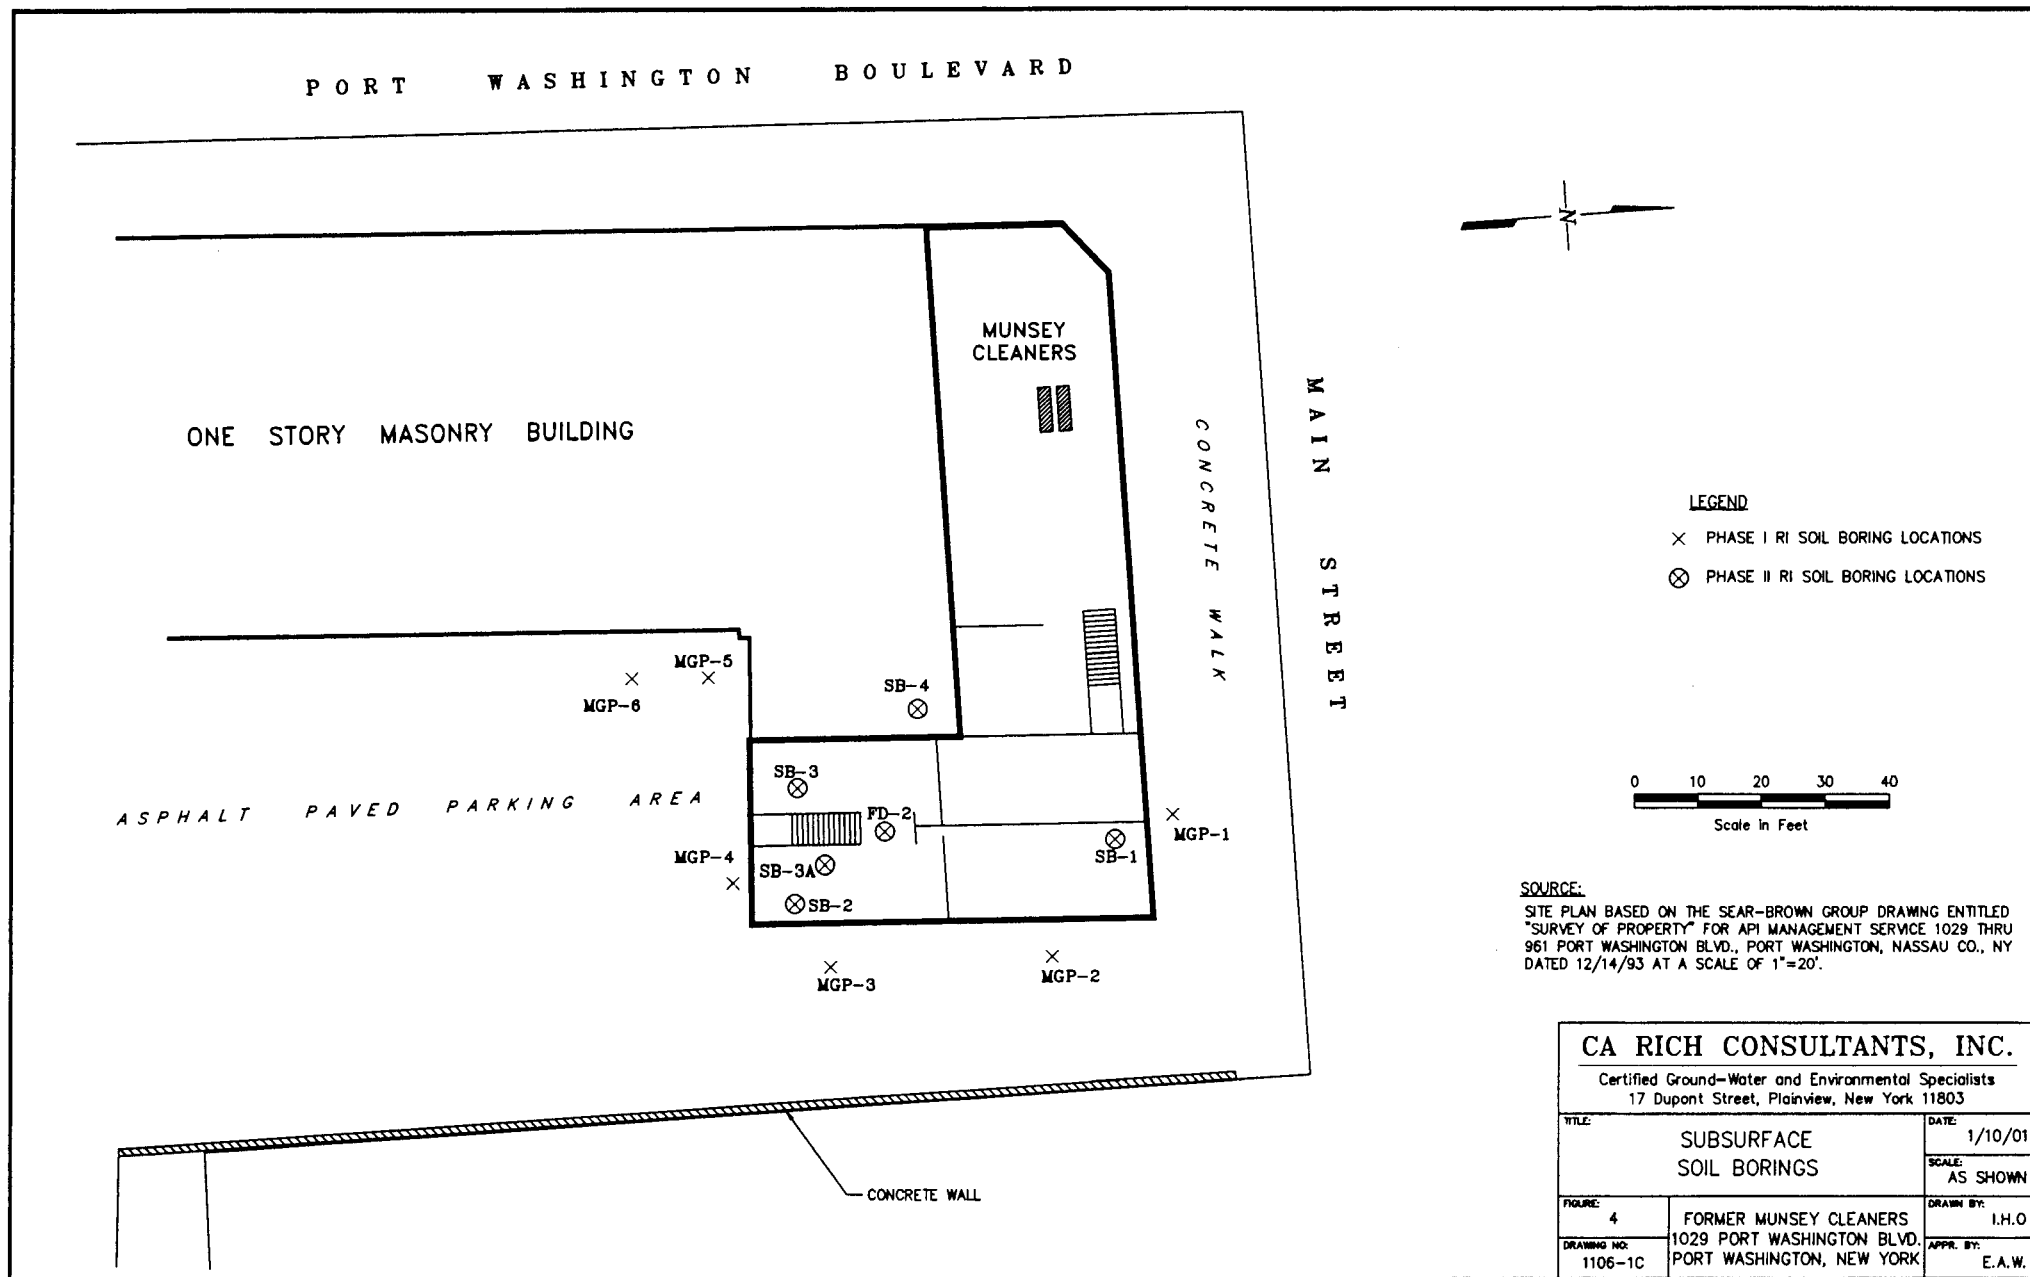 PORT WASHINGTON BOULEVARD
N
MUNSEY
CLEANERS
ONE STORY MASONRY BUILDING
CONCRETE WALK
MAIN STREET
LEGEND
× PHASE I RI SOIL BORING LOCATIONS
⊗ PHASE II RI SOIL BORING LOCATIONS
MGP-5
MGP-6
SB-4
SB-3
ASPHALT PAVED PARKING AREA
FD-2
MGP-1
MGP-4
SB-3A
SB-1
SB-2
MGP-3
MGP-2
0 10 20 30 40
Scale in Feet
SOURCE:
SITE PLAN BASED ON THE SEAR-BROWN GROUP DRAWING ENTITLED
"SURVEY OF PROPERTY" FOR API MANAGEMENT SERVICE 1029 THRU
961 PORT WASHINGTON BLVD., PORT WASHINGTON, NASSAU CO., NY
DATED 12/14/93 AT A SCALE OF 1"=20'.
CONCRETE WALL
CA RICH CONSULTANTS, INC.
Certified Ground-Water and Environmental Specialists
17 Dupont Street, Plainview, New York 11803
TITLE:
SUBSURFACE
SOIL BORINGS
DATE:
1/10/01
SCALE:
AS SHOWN
FIGURE:
4
DRAWING NO:
1106-1C
FORMER MUNSEY CLEANERS
1029 PORT WASHINGTON BLVD.
PORT WASHINGTON, NEW YORK
DRAWN BY:
I.H.O
APPR. BY:
E.A.W.